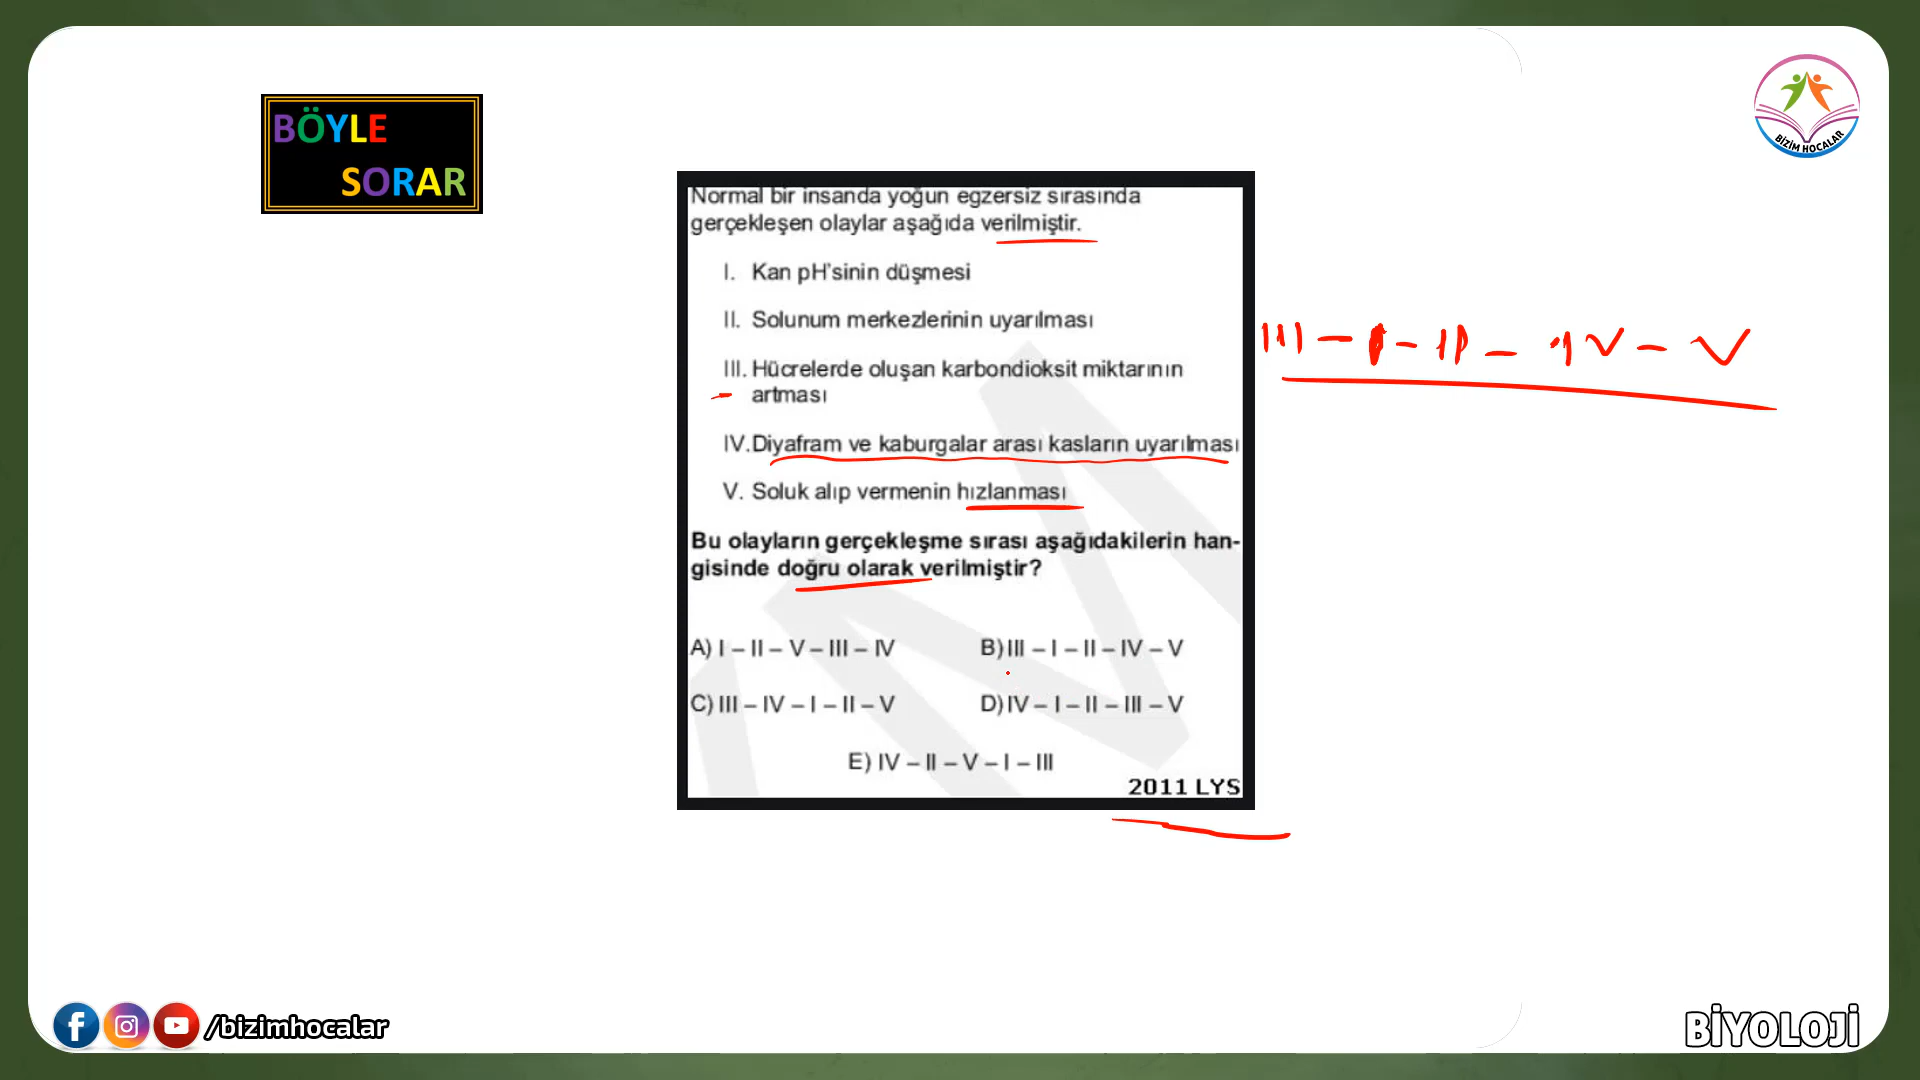 BÖYLE
SORAR
BİZİM HOCALAR
Normal bir insanda yoğun egzersiz sırasında
gerçekleşen olaylar aşağıda verilmiştir.
I. Kan pH'sinin düşmesi
II. Solunum merkezlerinin uyarılması
III. Hücrelerde oluşan karbondioksit miktarının
artması
IV. Diyafram ve kaburgalar arası kasların uyarılması
V. Soluk alıp vermenin hızlanması
III – I – II – IV – V
Bu olayların gerçekleşme sırası aşağıdakilerin han-
gisinde doğru olarak verilmiştir?
A) I – II – V – III – IV B) III – I – II – IV – V
C) III – IV – I – II – V D) IV – I – II – III – V
E) IV – II – V – I – III
2011 LYS
/bizimhocalar
BİYOLOJİ